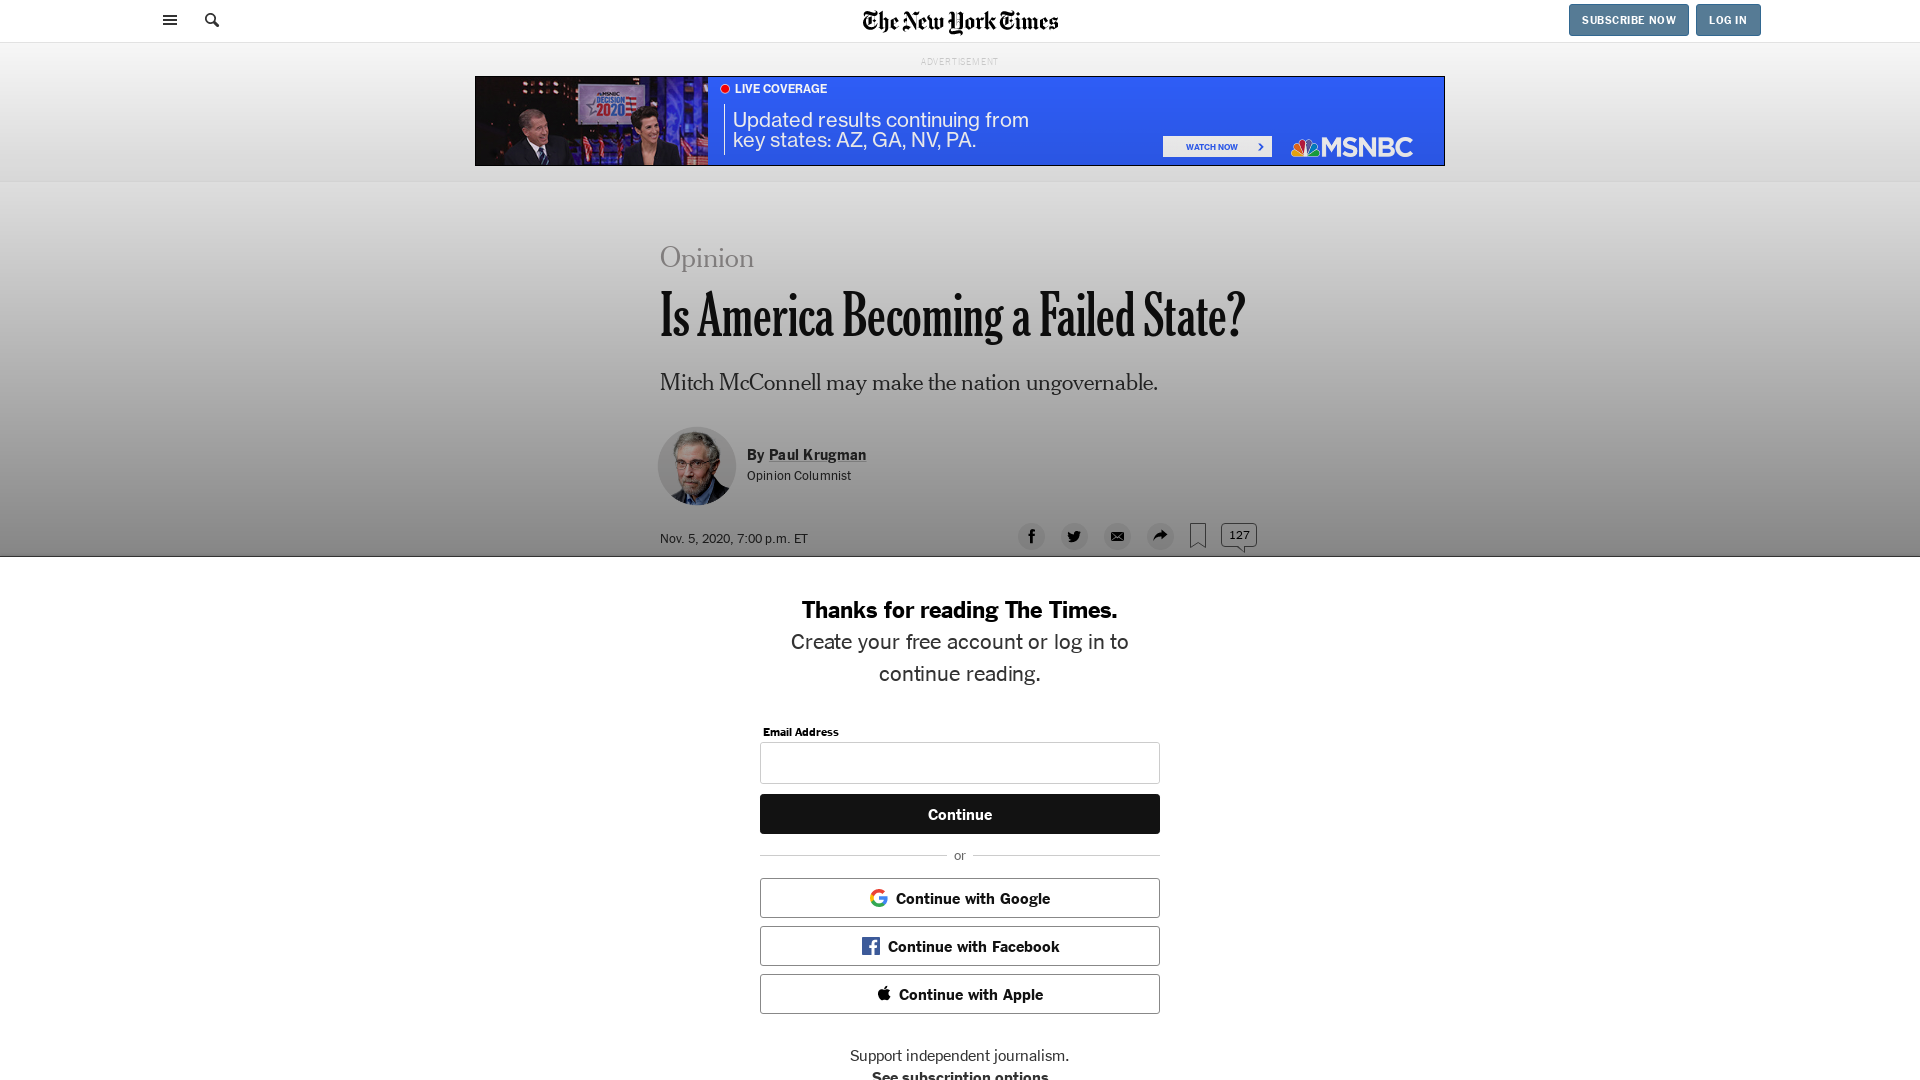 The New York Times
SUBSCRIBE NOW
LOG IN
ADVERTISEMENT
MSNBC
DECISION
2020
LIVE COVERAGE
Updated results continuing from
key states: AZ, GA, NV, PA.
WATCH NOW
MSNBC
Opinion
Is America Becoming a Failed State?
Mitch McConnell may make the nation ungovernable.
By Paul Krugman
Opinion Columnist
Nov. 5, 2020, 7:00 p.m. ET
127
Thanks for reading The Times.
Create your free account or log in to
continue reading.
Email Address
Continue
or
Continue with Google
Continue with Facebook
Continue with Apple
Support independent journalism.
See subscription options